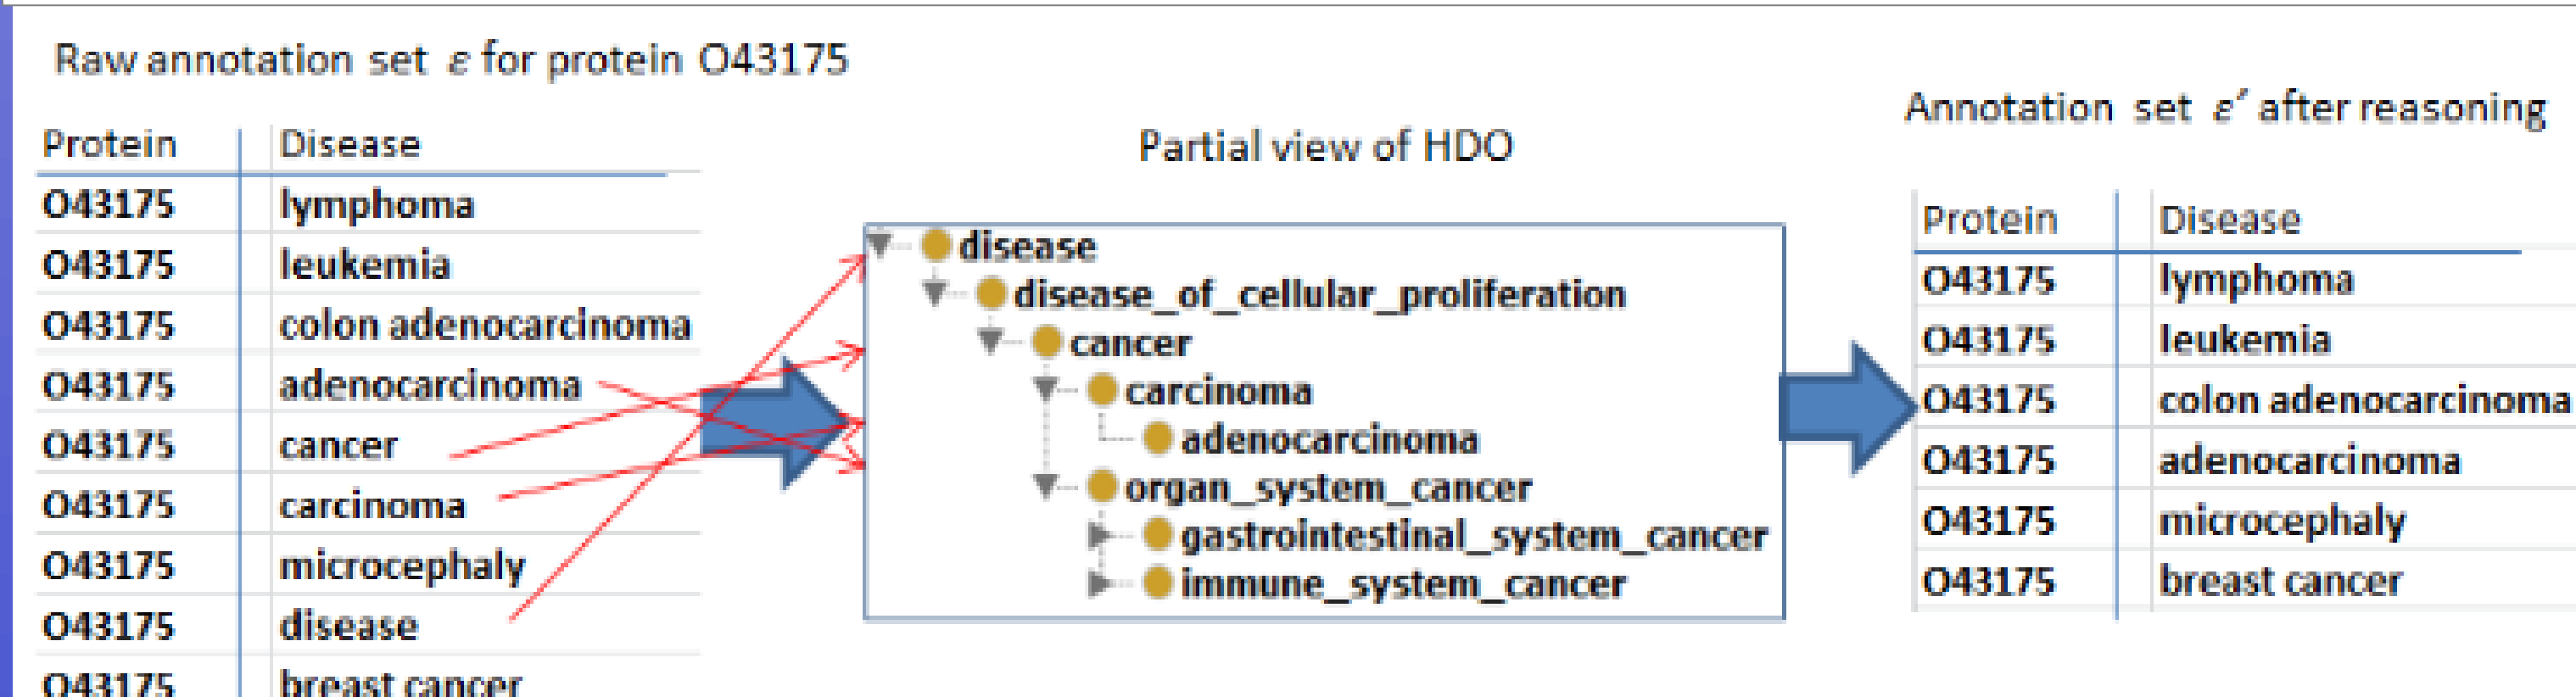 Raw annotation set ε for protein O43175
Protein Disease
O43175 lymphoma
O43175 leukemia
O43175 colon adenocarcinoma
O43175 adenocarcinoma
O43175 cancer
O43175 carcinoma
O43175 microcephaly
O43175 disease
O43175 breast cancer
Partial view of HDO
disease
disease_of_cellular_proliferation
cancer
carcinoma
adenocarcinoma
organ_system_cancer
gastrointestinal_system_cancer
immune_system_cancer
Annotation set ε′ after reasoning
Protein Disease
O43175 lymphoma
O43175 leukemia
O43175 colon adenocarcinoma
O43175 adenocarcinoma
O43175 microcephaly
O43175 breast cancer